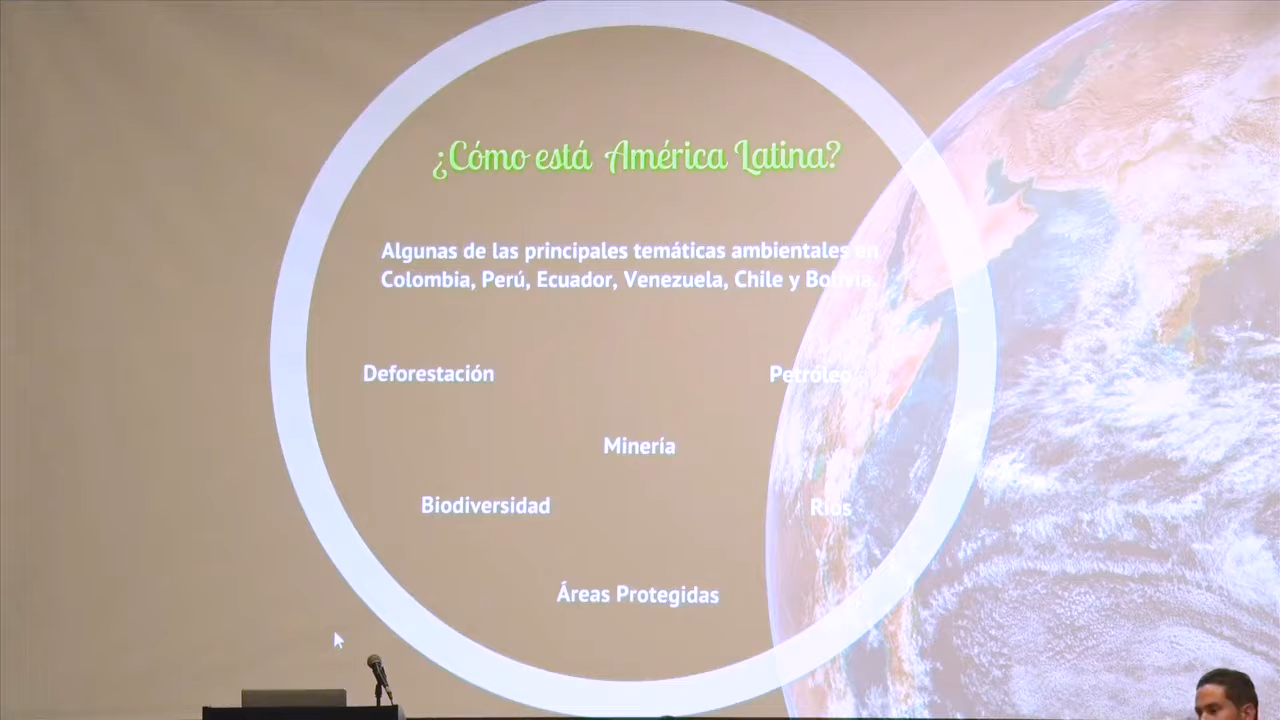 ¿Cómo está América Latina?
Algunas de las principales temáticas ambientales en
Colombia, Perú, Ecuador, Venezuela, Chile y Bolivia.
Deforestación
Petróleo
Minería
Biodiversidad
Ríos
Áreas Protegidas